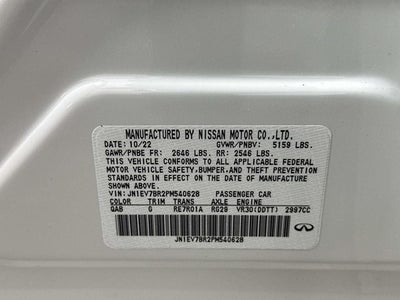 MANUFACTURED BY NISSAN MOTOR CO.,LTD.
DATE: 10/22 GVWR/PNBV: 5159 LBS.
GAWR/PNBE FR: 2646 LBS. RR: 2546 LBS.
THIS VEHICLE CONFORMS TO ALL APPLICABLE FEDERAL
MOTOR VEHICLE SAFETY,BUMPER,AND THEFT PREVENTION
STANDARDS IN EFFECT ON THE DATE OF MANUFACTURE
SHOWN ABOVE.
VIN: JN1EV7BR2PM540628 PASSENGER CAR
COLOR TRIM TRANS AXLE ENGINE
QAB G RE7R01A RG29 VR30(DDTT) 2997CC
JN1EV7BR2PM540628
INFINITI